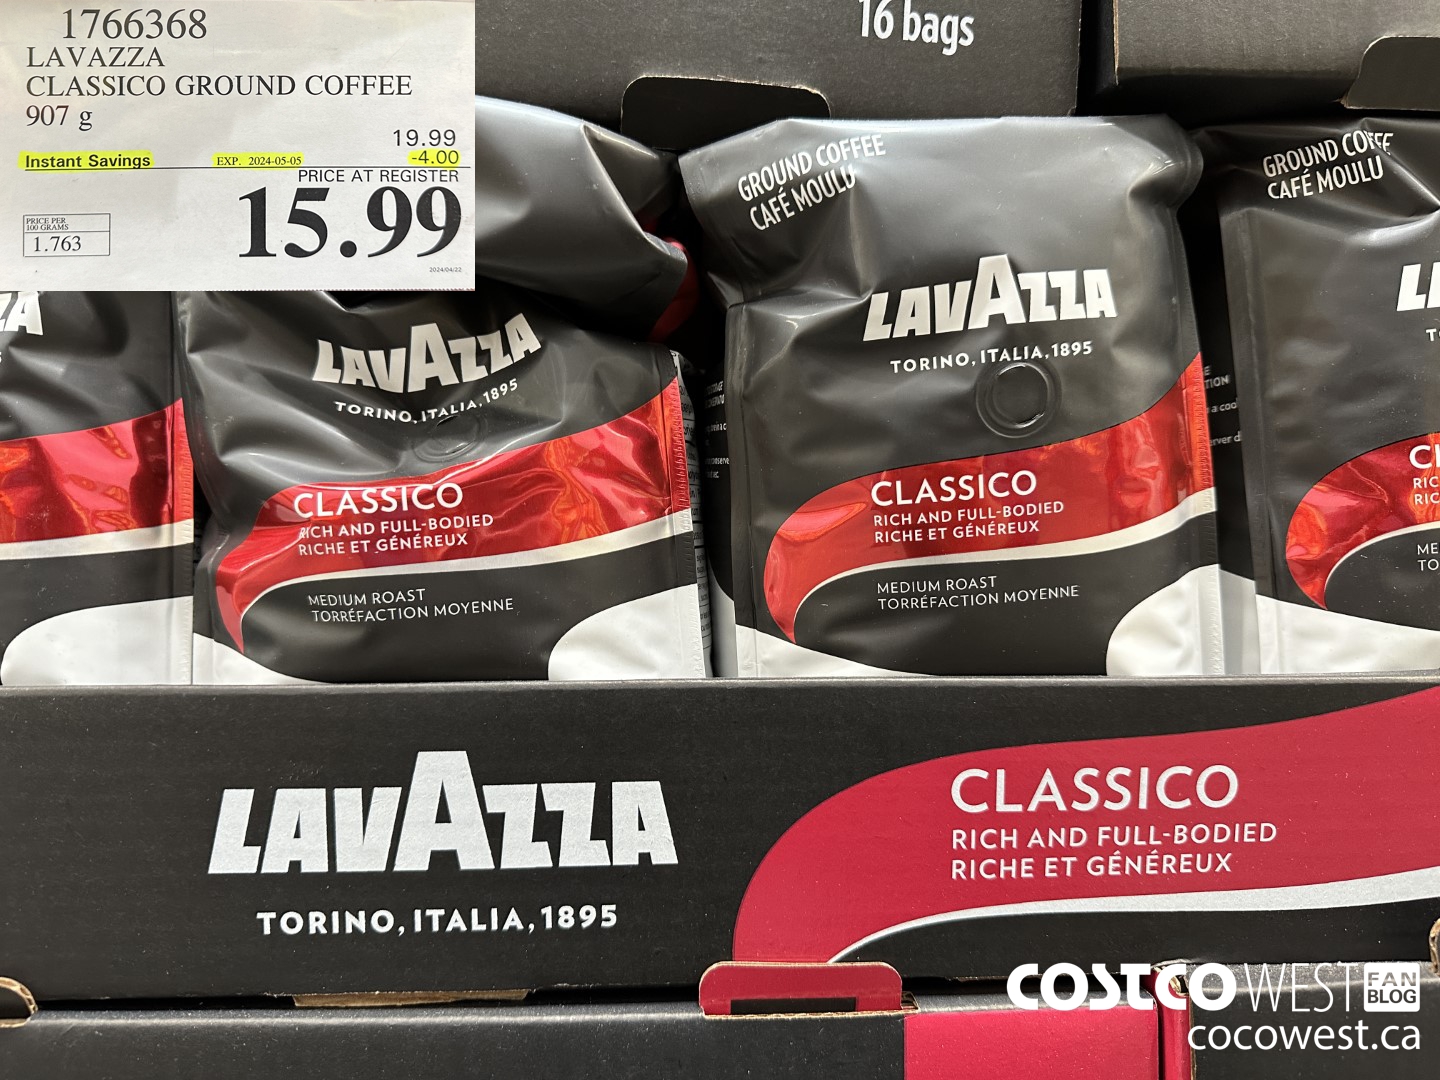 1766368
LAVAZZA
CLASSICO GROUND COFFEE
907 g
19.99
Instant Savings EXP. 2024-05-05 -4.00
PRICE AT REGISTER
15.99
PRICE PER
100 GRAMS
1.763
2024/04/22
16 bags
GROUND COFFEE
CAFÉ MOULU
LAVAZZA
TORINO, ITALIA, 1895
CLASSICO
RICH AND FULL-BODIED
RICHE ET GÉNÉREUX
MEDIUM ROAST
TORRÉFACTION MOYENNE
LAVAZZA
TORINO, ITALIA, 1895
CLASSICO
RICH AND FULL-BODIED
RICHE ET GÉNÉREUX
MEDIUM ROAST
TORRÉFACTION MOYENNE
GROUND COFFEE
CAFÉ MOULU
LAVAZZA
TORINO, ITALIA, 1895
CLASSICO
RICH AND FULL-BODIED
RICHE ET GÉNÉREUX
COSTCO WEST FAN BLOG
cocowest.ca